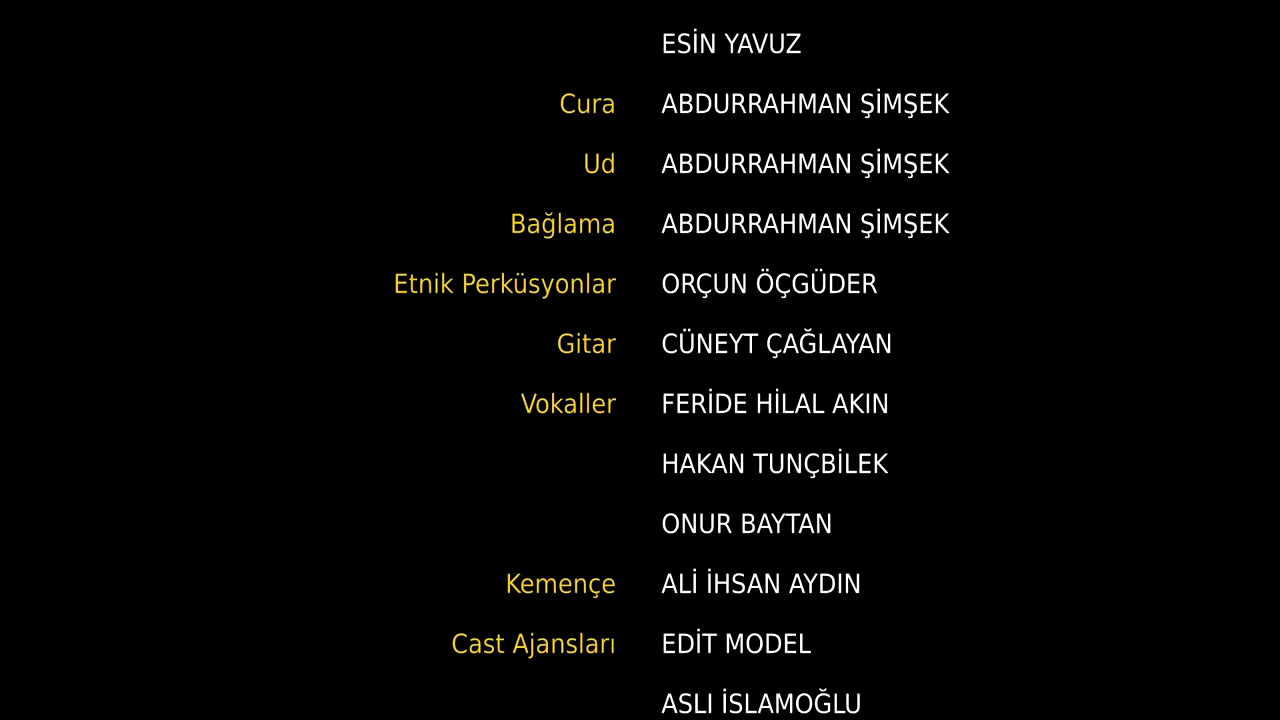 ESİN YAVUZ
Cura ABDURRAHMAN ŞİMŞEK
Ud ABDURRAHMAN ŞİMŞEK
Bağlama ABDURRAHMAN ŞİMŞEK
Etnik Perküsyonlar ORÇUN ÖÇGÜDER
Gitar CÜNEYT ÇAĞLAYAN
Vokaller FERİDE HİLAL AKIN
HAKAN TUNÇBİLEK
ONUR BAYTAN
Kemençe ALİ İHSAN AYDIN
Cast Ajansları EDİT MODEL
ASLI İSLAMOĞLU